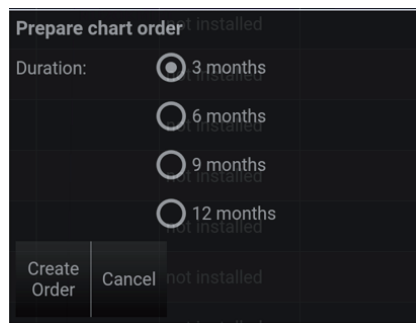 not installed
Prepare chart order
Duration:
3 months
not installed
6 months
not installed
9 months
not installed
12 months
not installed
Create
Order
Cancel
not installed